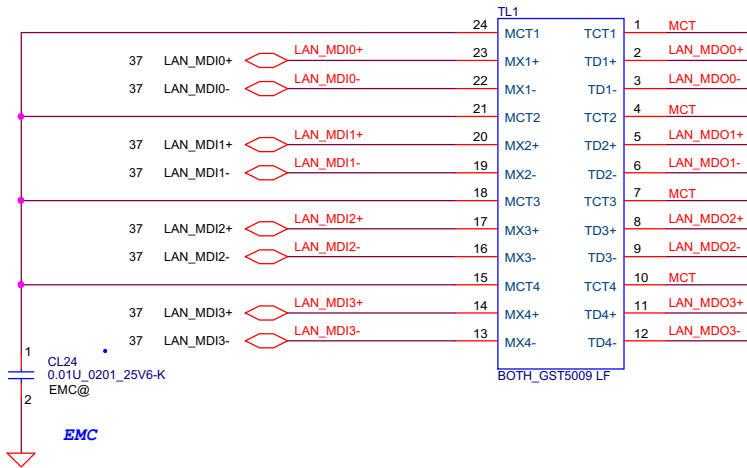 TL1
24 MCT1 TCT1 1 MCT
37 LAN_MDI0+ LAN_MDI0+ 23 MX1+ TD1+ 2 LAN_MDO0+
37 LAN_MDI0- LAN_MDI0- 22 MX1- TD1- 3 LAN_MDO0-
21 MCT2 TCT2 4 MCT
37 LAN_MDI1+ LAN_MDI1+ 20 MX2+ TD2+ 5 LAN_MDO1+
37 LAN_MDI1- LAN_MDI1- 19 MX2- TD2- 6 LAN_MDO1-
18 MCT3 TCT3 7 MCT
37 LAN_MDI2+ LAN_MDI2+ 17 MX3+ TD3+ 8 LAN_MDO2+
37 LAN_MDI2- LAN_MDI2- 16 MX3- TD3- 9 LAN_MDO2-
15 MCT4 TCT4 10 MCT
37 LAN_MDI3+ LAN_MDI3+ 14 MX4+ TD4+ 11 LAN_MDO3+
37 LAN_MDI3- LAN_MDI3- 13 MX4- TD4- 12 LAN_MDO3-
BOTH_GST5009 LF
1
CL24
0.01U_0201_25V6-K
EMC@
2
EMC